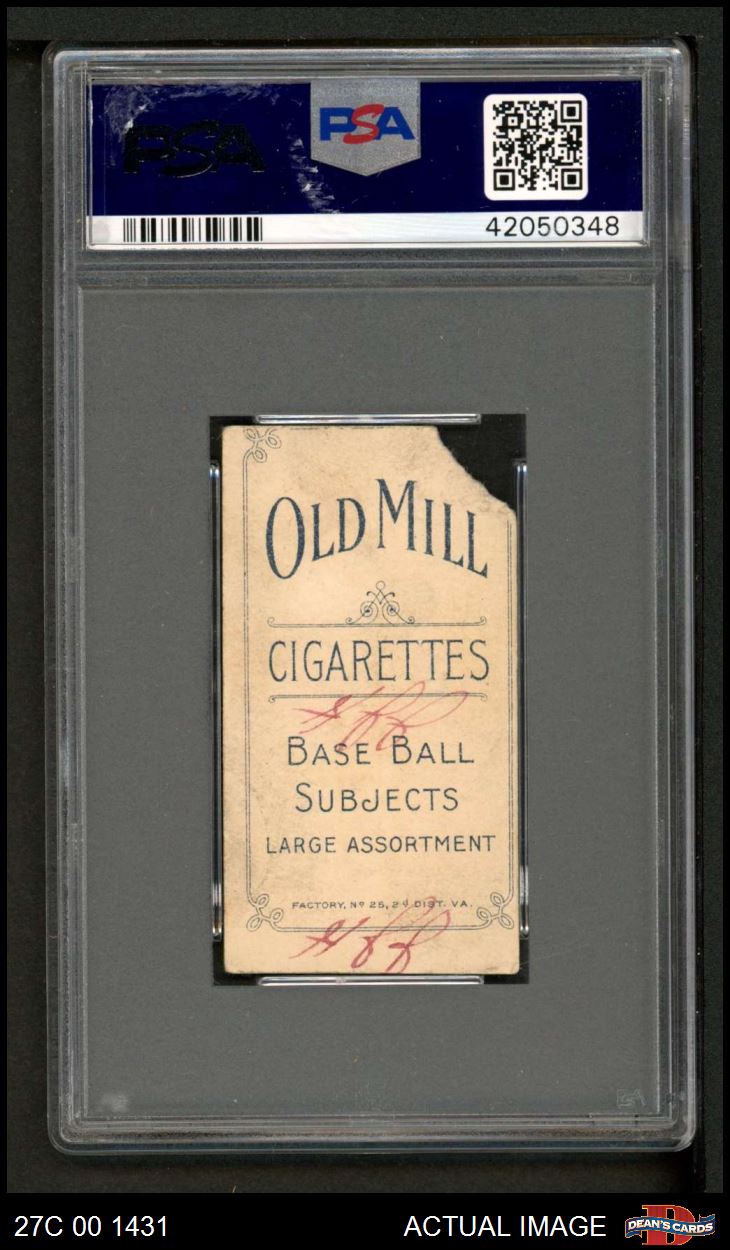 PSA
PSA
42050348
OLD MILL
CIGARETTES
BASE BALL
SUBJECTS
LARGE ASSORTMENT
FACTORY, Nº 25, 2d DIST. VA.
27C 00 1431
ACTUAL IMAGE
DEAN'S CARDS